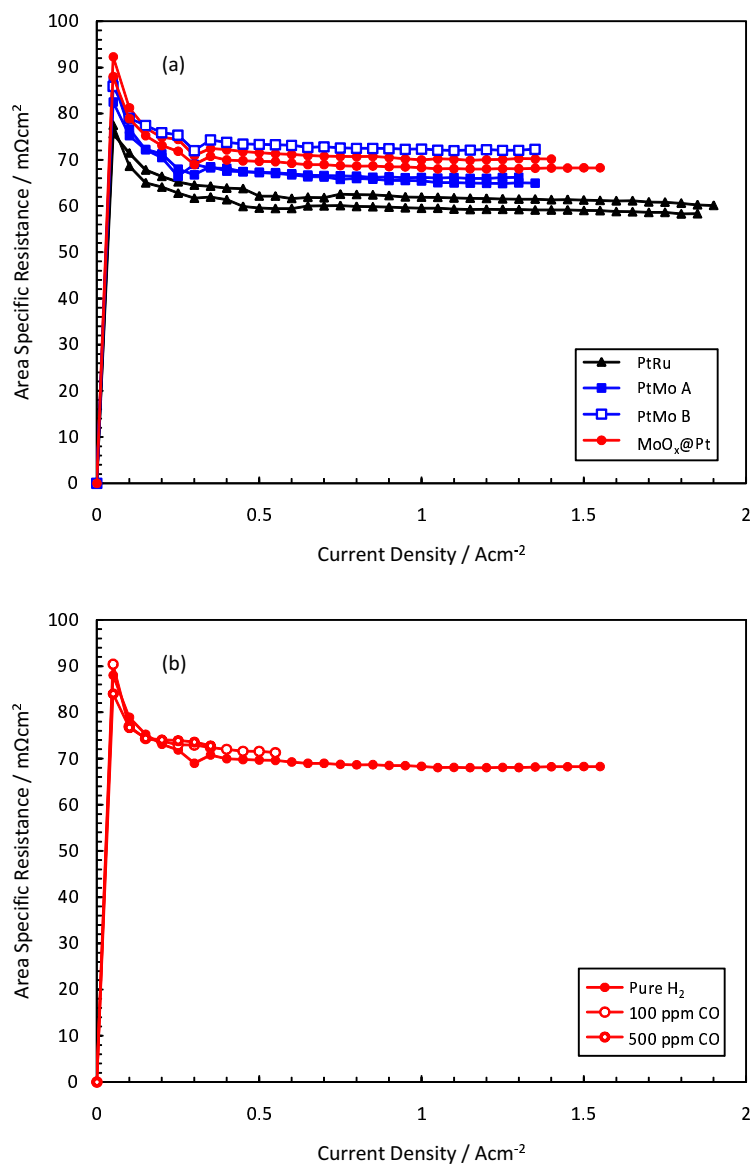 100
90
80
70
60
50
40
30
20
10
0
Area Specific Resistance / mΩcm²
(a)
PtRu
PtMo A
PtMo B
MoOₓ@Pt
0 0.5 1 1.5 2
Current Density / Acm⁻²
100
90
80
70
60
50
40
30
20
10
0
Area Specific Resistance / mΩcm²
(b)
Pure H₂
100 ppm CO
500 ppm CO
0 0.5 1 1.5 2
Current Density / Acm⁻²